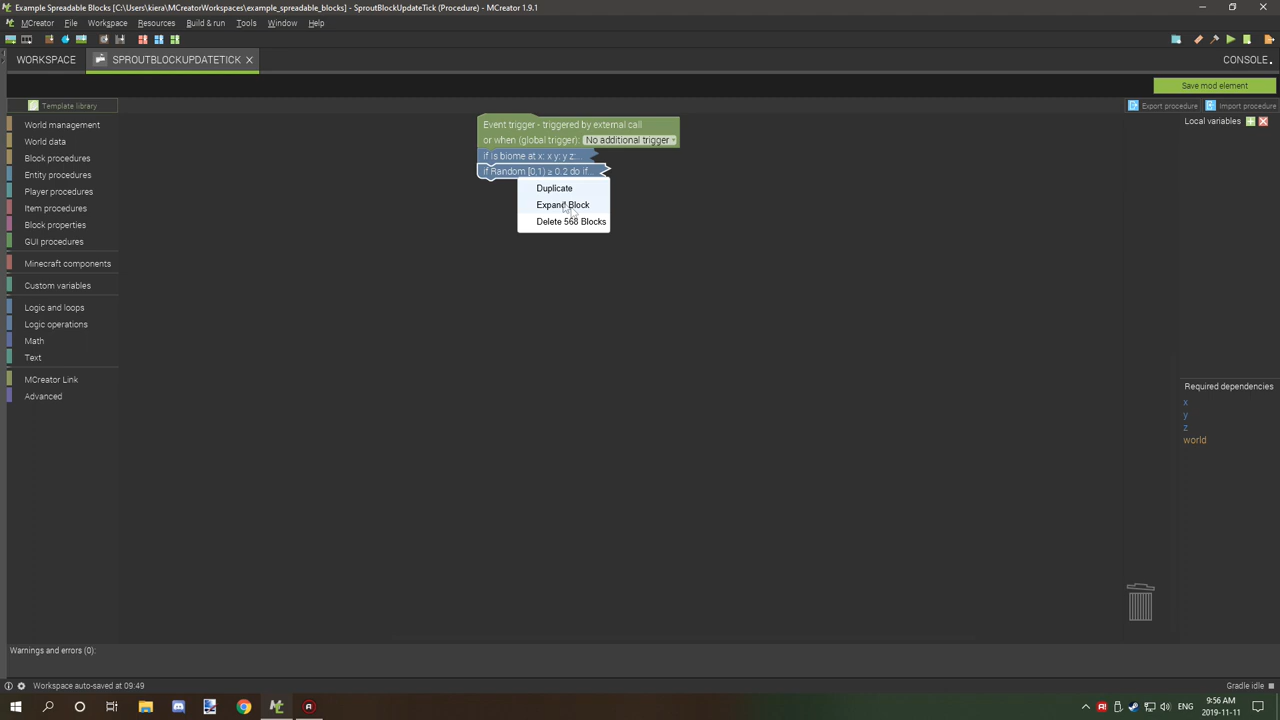 Example Spreadable Blocks [C:\Users\kiera\MCreatorWorkspaces\example_spreadable_blocks] - SproutBlockUpdateTick (Procedure) - MCreator 1.9.1
MCreator File Workspace Resources Build & run Tools Window Help
WORKSPACE SPROUTBLOCKUPDATETICK CONSOLE
Save mod element
Template library Export procedure Import procedure
Local variables
World management
World data
Block procedures
Entity procedures
Player procedures
Item procedures
Block properties
GUI procedures
Minecraft components
Custom variables
Logic and loops
Logic operations
Math
Text
MCreator Link
Advanced
Event trigger - triggered by external call
or when (global trigger): No additional trigger
if is biome at x: x y: y z:...
if Random [0,1) ≥ 0.2 do if...
Duplicate
Expand Block
Delete 568 Blocks
Required dependencies
x
y
z
world
Warnings and errors (0):
Workspace auto-saved at 09:49 Gradle idle
ENG
9:56 AM
2019-11-11